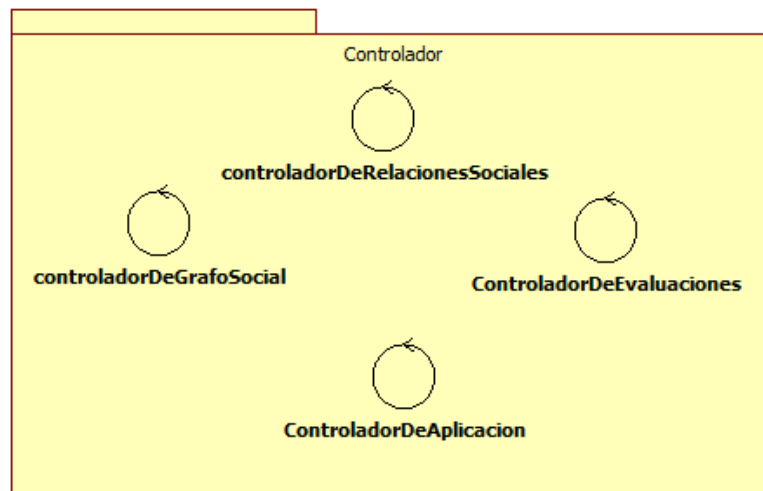 Controlador
controladorDeRelacionesSociales
controladorDeGrafoSocial
ControladorDeEvaluaciones
ControladorDeAplicacion